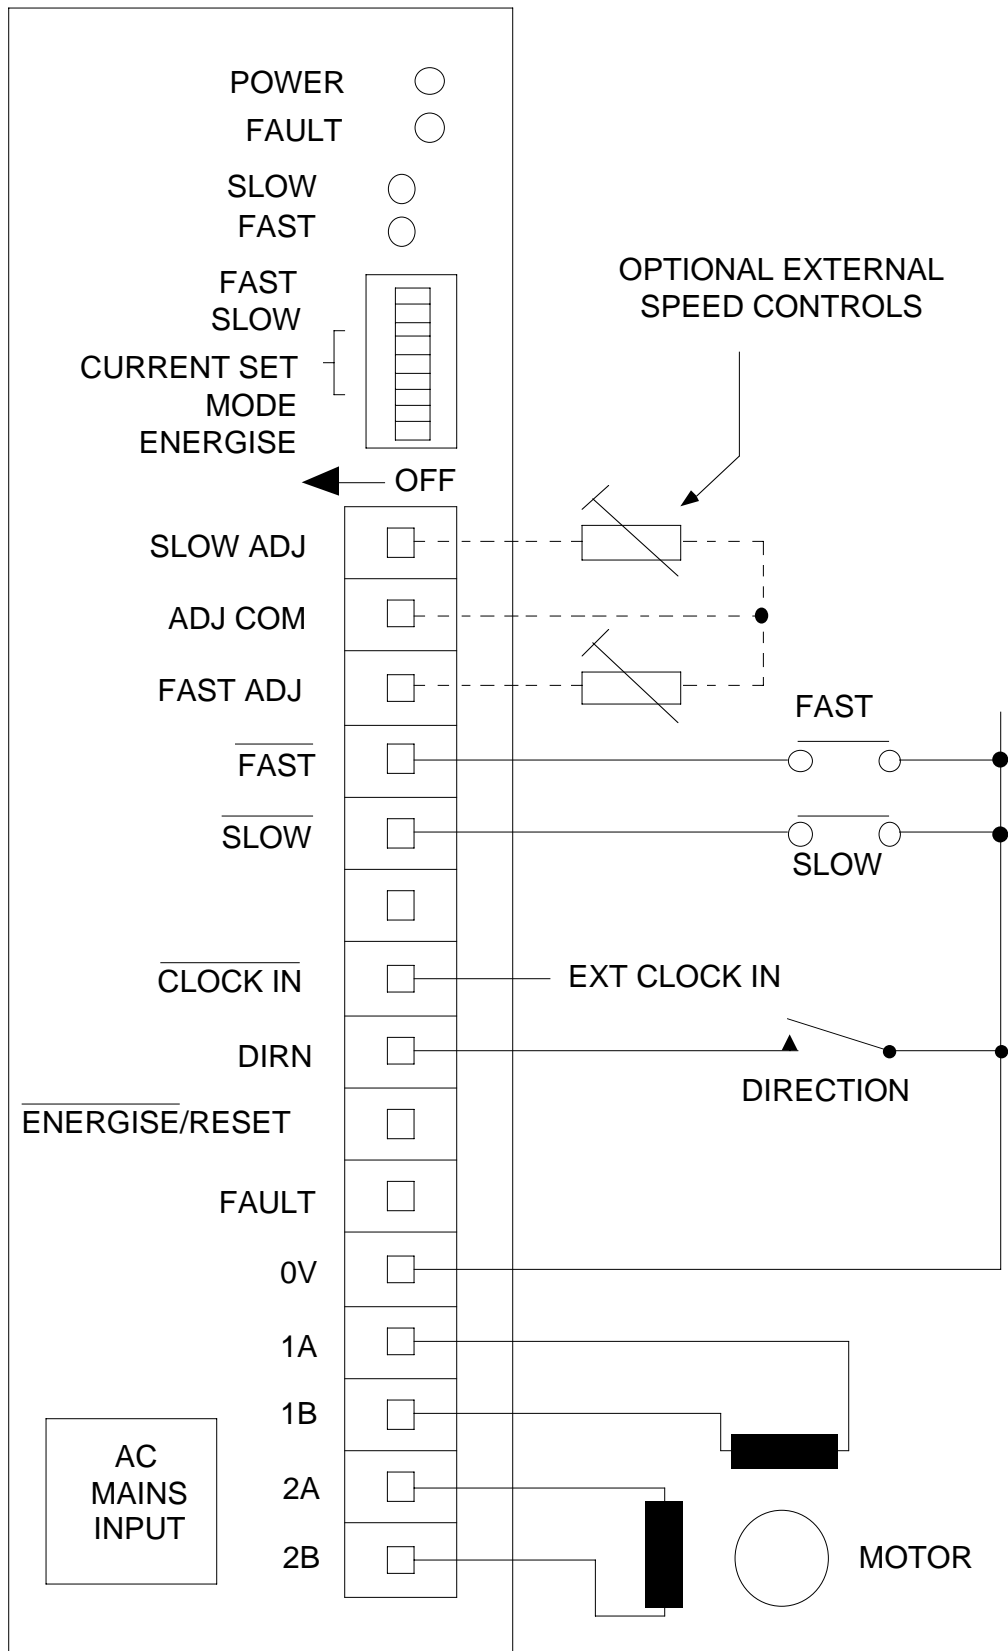 POWER
FAULT
SLOW
FAST
FAST
SLOW
CURRENT SET
MODE
ENERGISE
OFF
OPTIONAL EXTERNAL
SPEED CONTROLS
SLOW ADJ
ADJ COM
FAST ADJ
FAST
FAST
SLOW
SLOW
CLOCK IN
EXT CLOCK IN
DIRN
DIRECTION
ENERGISE/RESET
FAULT
0V
1A
1B
2A
2B
AC
MAINS
INPUT
MOTOR